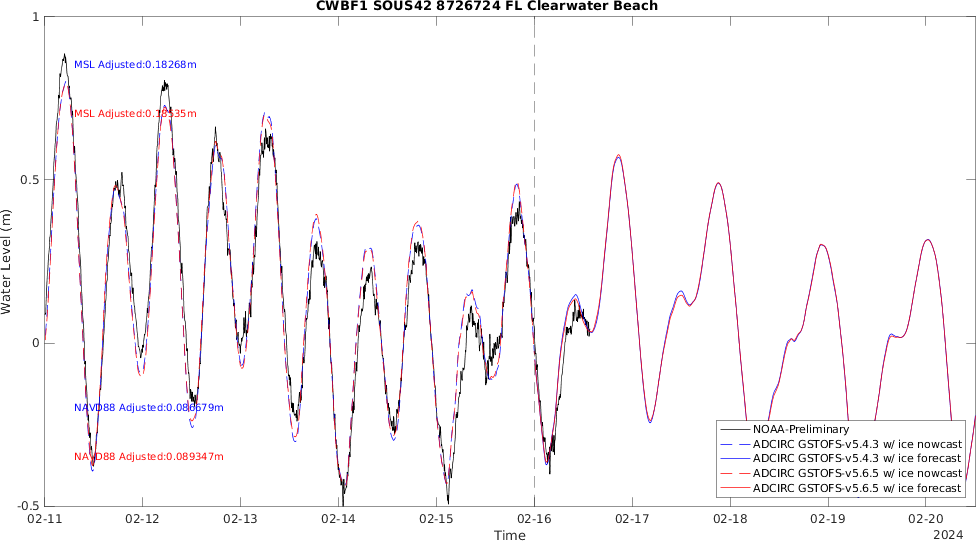 CWBF1 SOUS42 8726724 FL Clearwater Beach
1
0.5
0
-0.5
Water Level (m)
MSL Adjusted:0.18268m
MSL Adjusted:0.18535m
NAVD88 Adjusted:0.086679m
NAVD88 Adjusted:0.089347m
NOAA-Preliminary
ADCIRC GSTOFS-v5.4.3 w/ ice nowcast
ADCIRC GSTOFS-v5.4.3 w/ ice forecast
ADCIRC GSTOFS-v5.6.5 w/ ice nowcast
ADCIRC GSTOFS-v5.6.5 w/ ice forecast
02-11 02-12 02-13 02-14 02-15 02-16 02-17 02-18 02-19 02-20
Time
2024